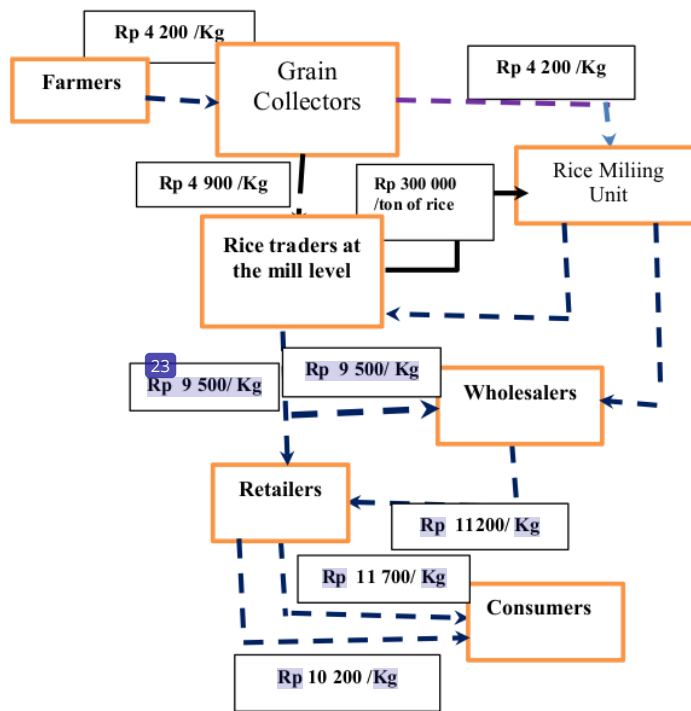 Rp 4 200 /Kg
Farmers
Grain
Collectors
Rp 4 200 /Kg
Rp 4 900 /Kg
Rp 300 000
/ton of rice
Rice Miliing
Unit
Rice traders at
the mill level
23
Rp 9 500/ Kg
Rp 9 500/ Kg
Wholesalers
Retailers
Rp 11200/ Kg
Rp 11 700/ Kg
Consumers
Rp 10 200 /Kg